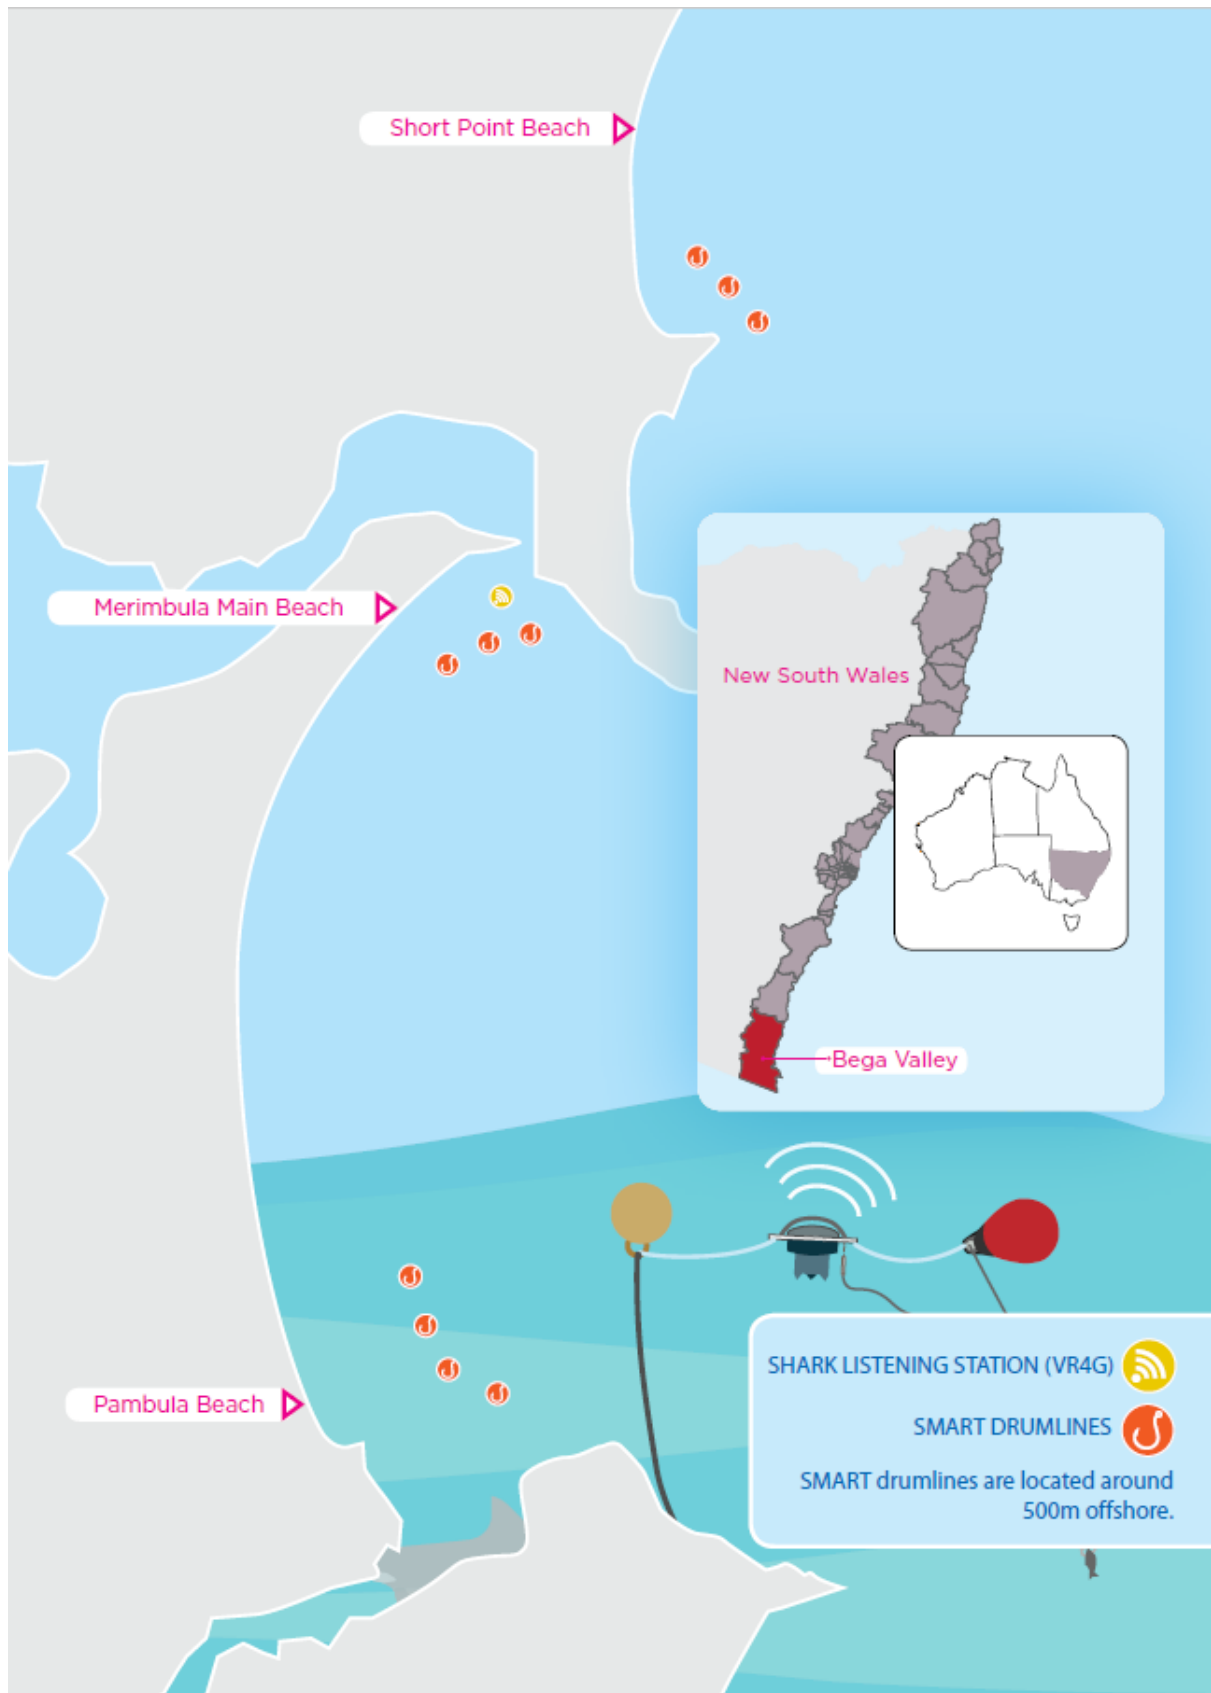 Short Point Beach
Merimbula Main Beach
New South Wales
Bega Valley
Pambula Beach
SHARK LISTENING STATION (VR4G)
SMART DRUMLINES
SMART drumlines are located around
500m offshore.